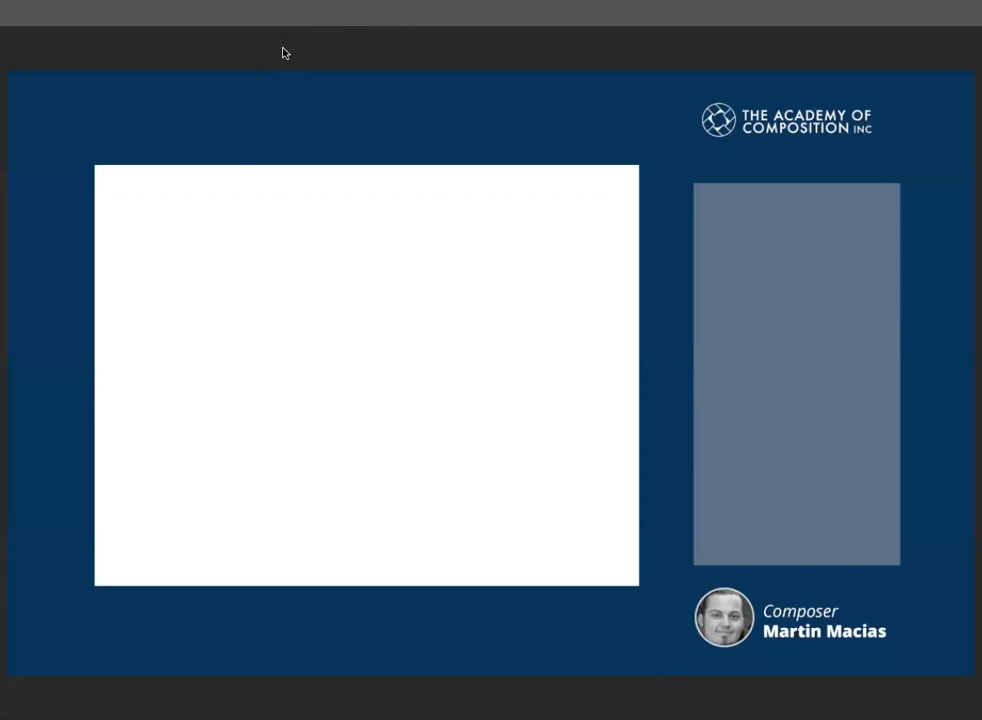 THE ACADEMY OF
COMPOSITION INC
Composer
Martin Macias